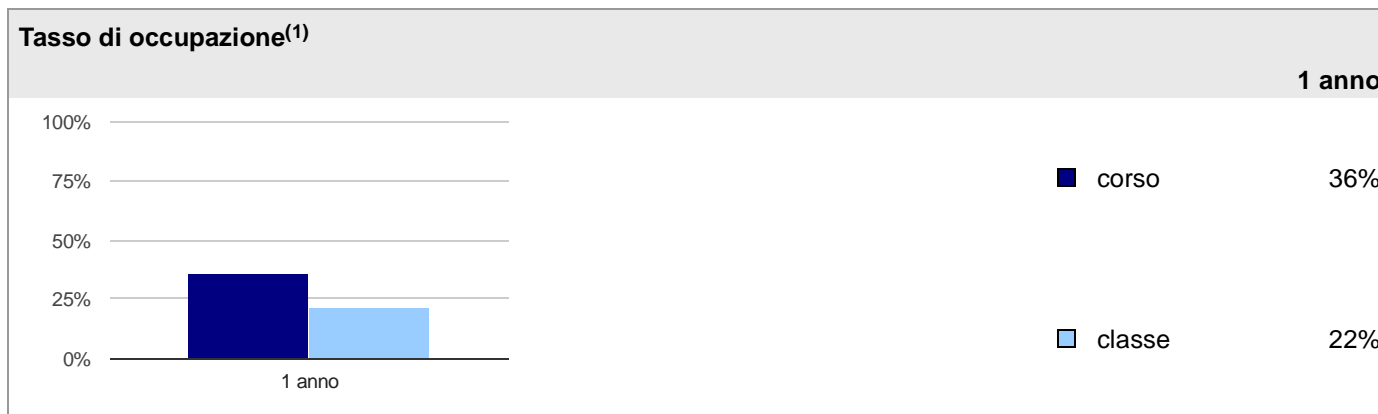 Tasso di occupazione(1)
1 anno
100%
75%
50%
25%
0%
1 anno
corso 36%
classe 22%